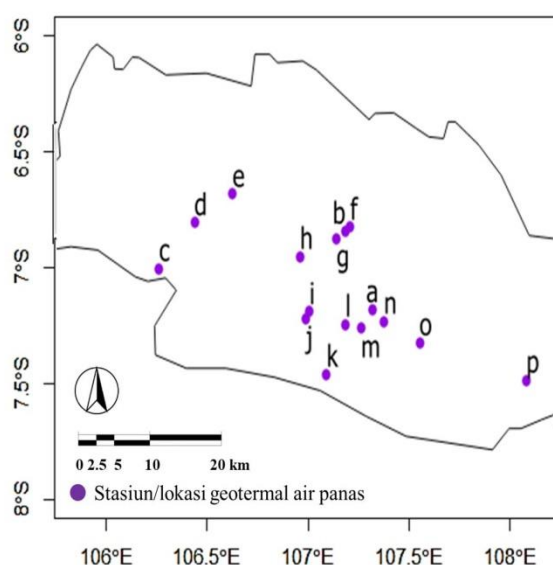 6°S
6.5°S
7°S
7.5°S
8°S
e
d
b f
c
h
g
i
a
l
n
j
m
o
k
p
0 2.5 5 10 20 km
Stasiun/lokasi geotermal air panas
106°E 106.5°E 107°E 107.5°E 108°E